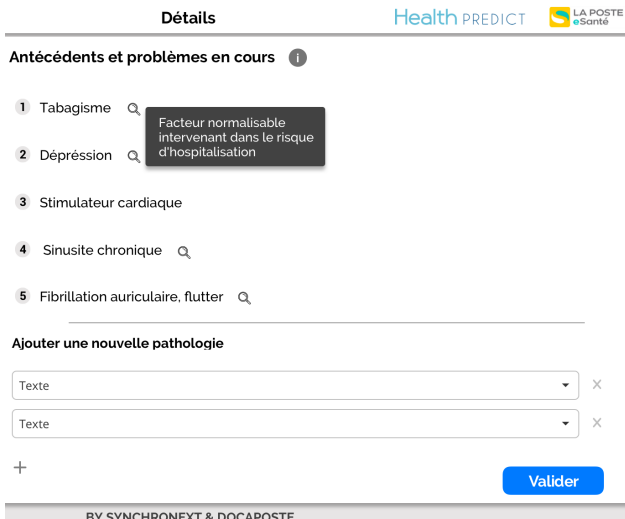 Détails
Health PREDICT
LA POSTE
eSanté
Antécédents et problèmes en cours i
1 Tabagisme
Facteur normalisable
intervenant dans le risque
d'hospitalisation
2 Dépréssion
3 Stimulateur cardiaque
4 Sinusite chronique
5 Fibrillation auriculaire, flutter
Ajouter une nouvelle pathologie
Texte
Texte
Valider
BY SYNCHRONEXT & DOCAPOSTE